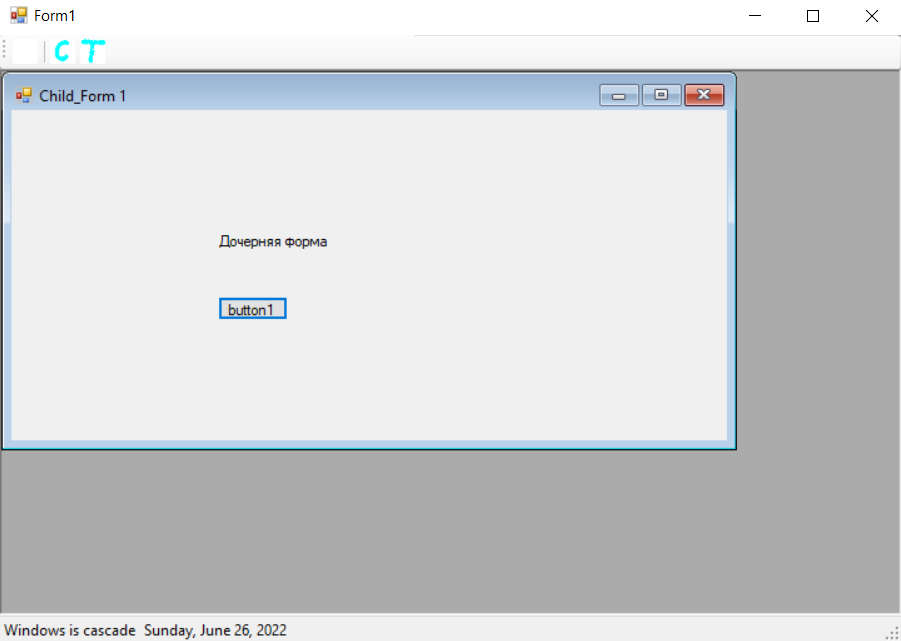 Form1
C T
Child_Form 1
Дочерняя форма
button1
Windows is cascade Sunday, June 26, 2022